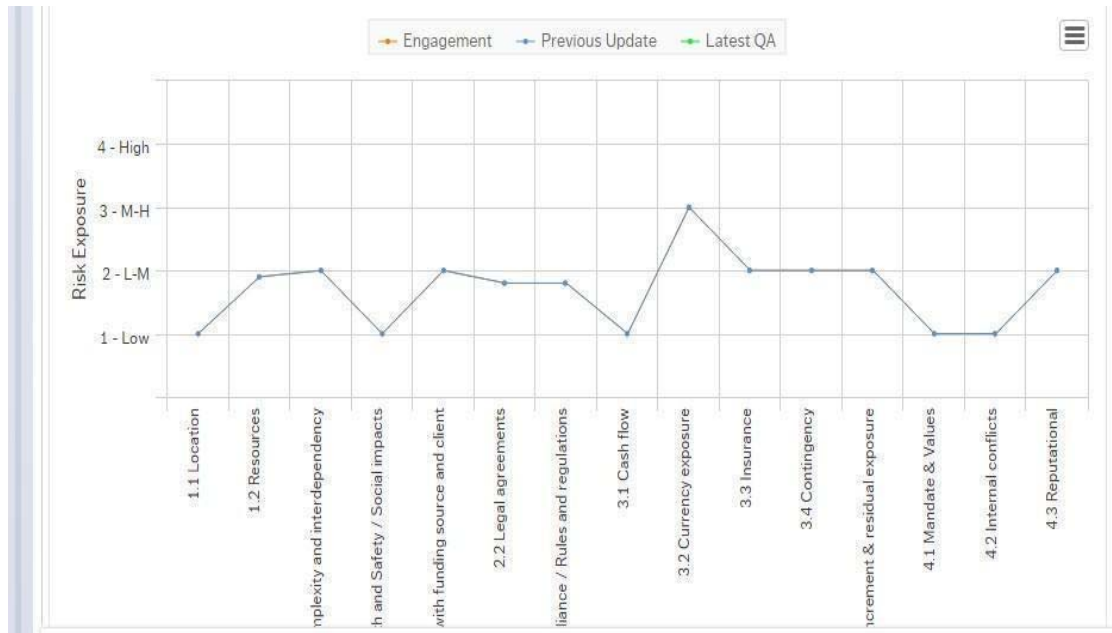 Engagement Previous Update Latest QA
Risk Exposure
4 - High
3 - M-H
2 - L-M
1 - Low
1.1 Location
1.2 Resources
mplexity and interdependency
th and Safety / Social impacts
with funding source and client
2.2 Legal agreements
liance / Rules and regulations
3.1 Cash flow
3.2 Currency exposure
3.3 Insurance
3.4 Contingency
ncrement & residual exposure
4.1 Mandate & Values
4.2 Internal conflicts
4.3 Reputational